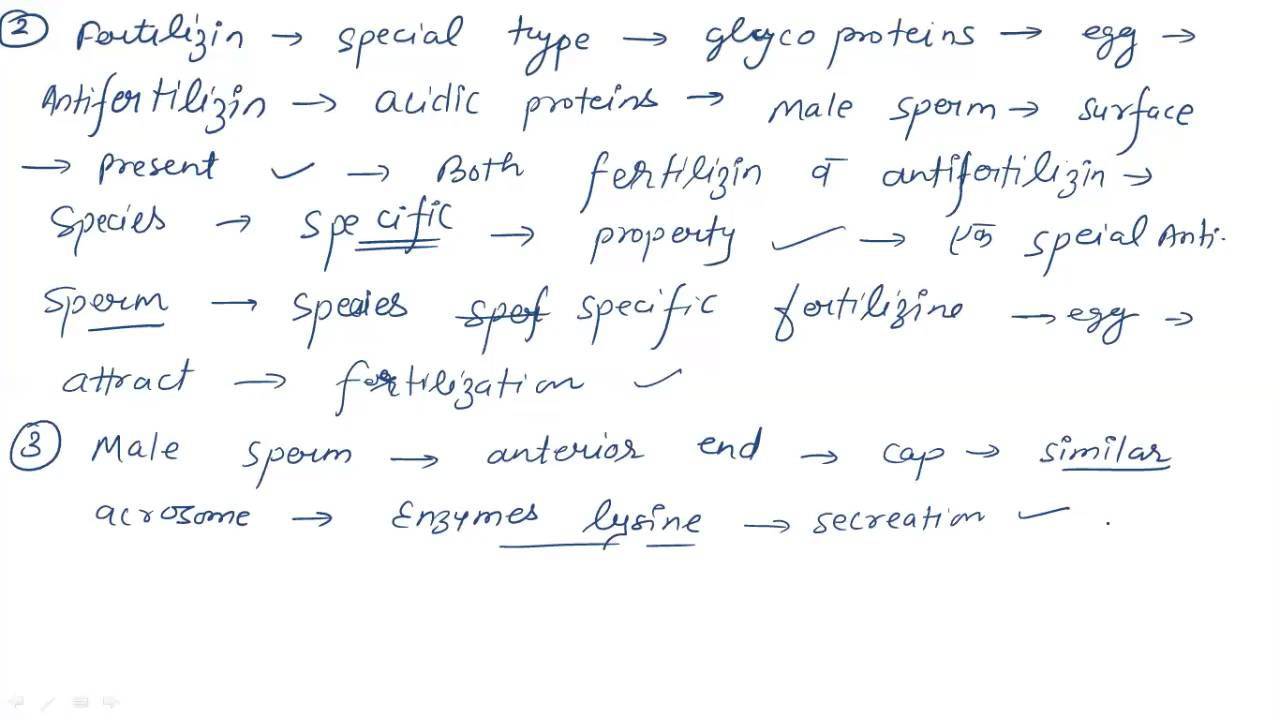 ② Fertilizin → special type → glyco proteins → egg →
Antifertilizin → acidic proteins → Male sperm → surface
→ present ✓ → Both fertilizin व antifertilizin →
Species → specific → property ✓ → एक speial Anti.
Sperm → species spef specific fertilizine → egg →
attract → fertilization ✓
③ Male sperm → anterior end → cap → similar
acrosome → Enzymes lysine → secreation ✓ .